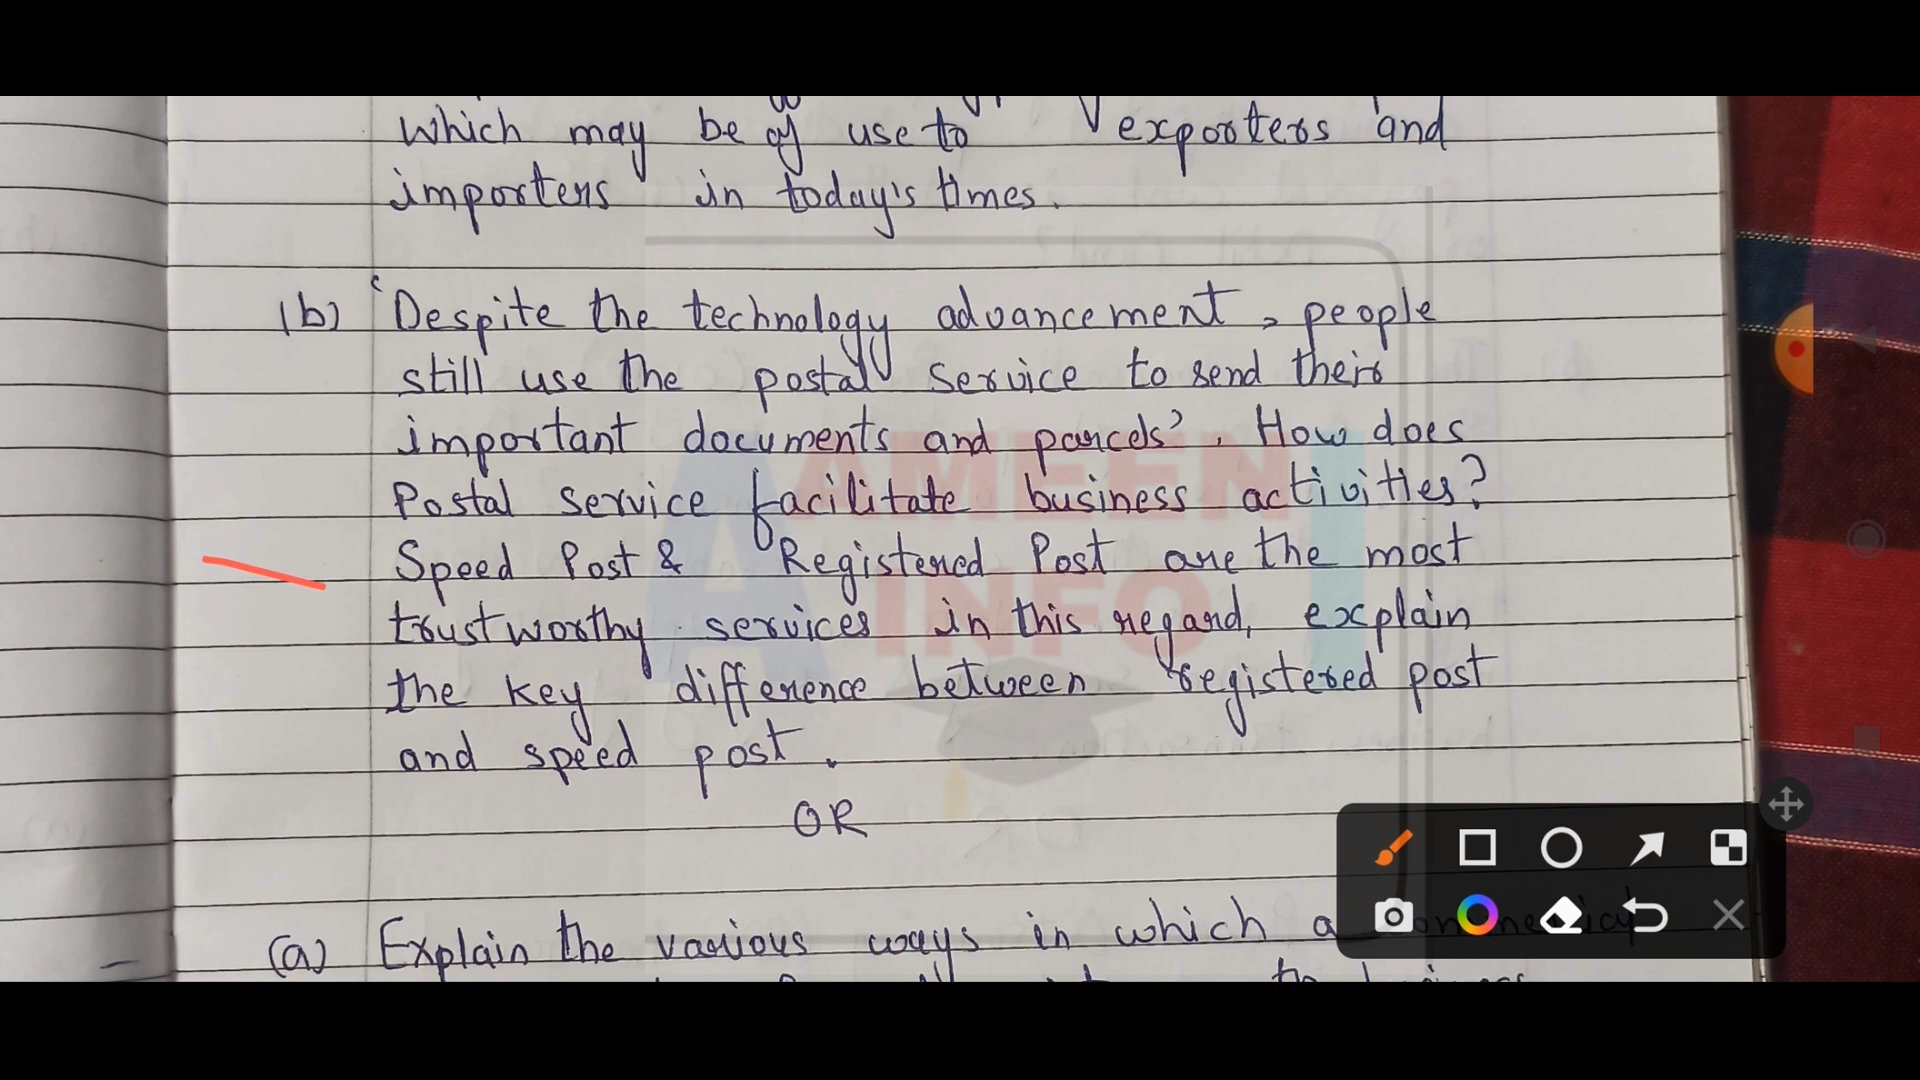 which may be of use to exporters and
importers in today's times.
(b) 'Despite the technology advancement, people
still use the postal service to send their
important documents and parcels'. How does
Postal service facilitate business activities?
Speed Post & Registered Post are the most
trustworthy services in this regard, explain
the key difference between registered post
and speed post.
OR
(a) Explain the various ways in which a
AMEEN
INFO